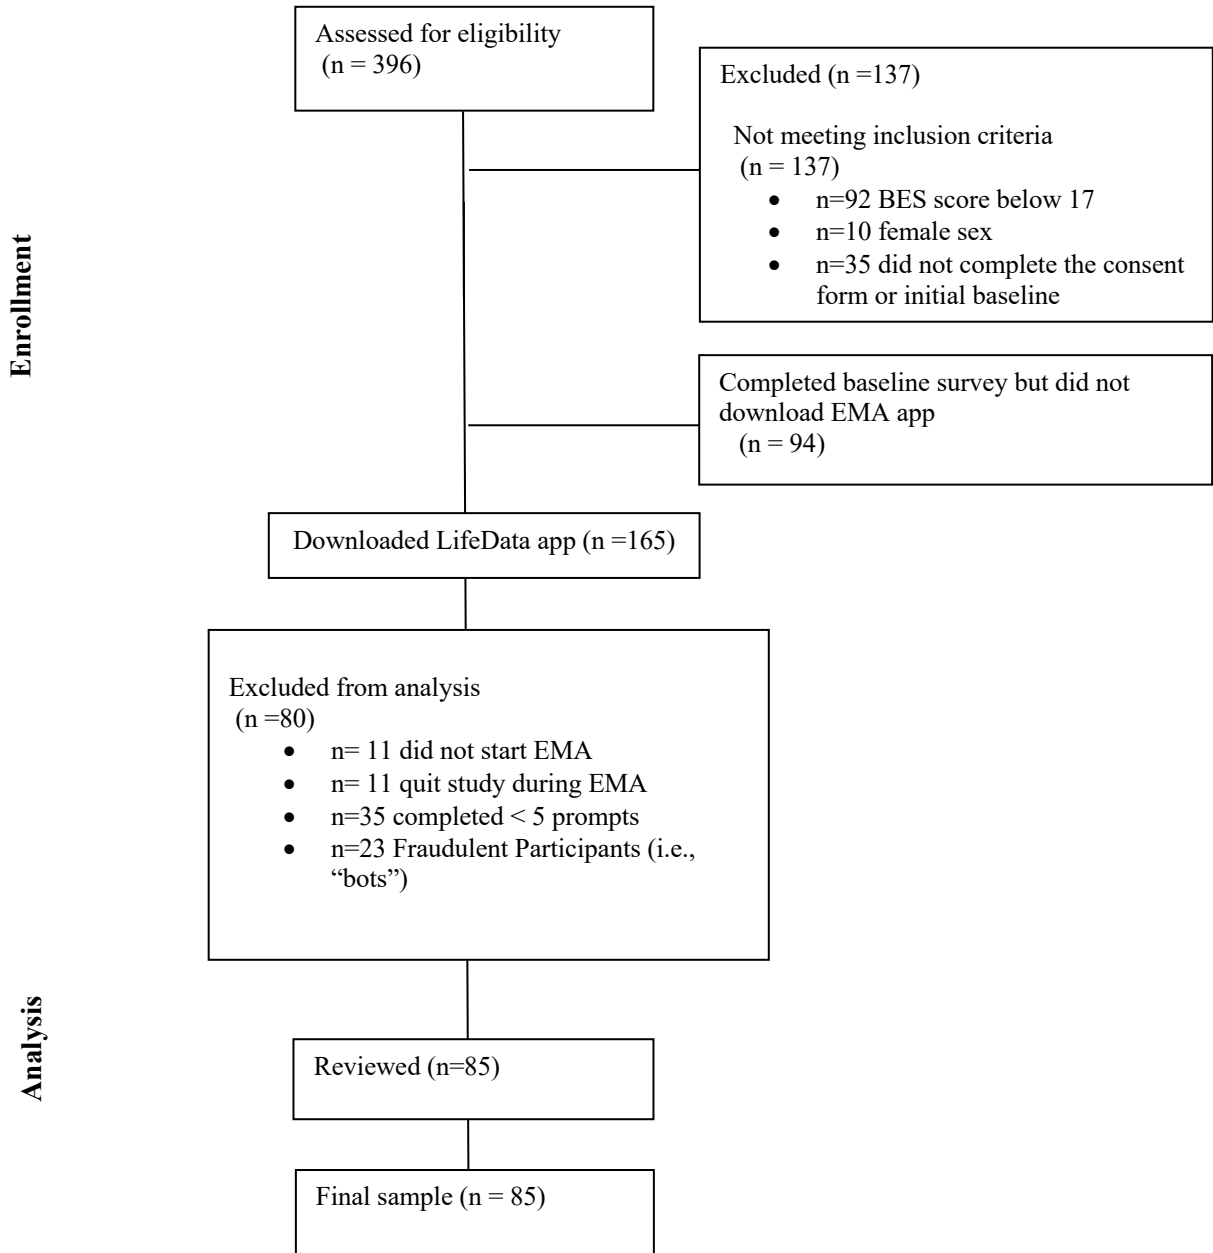 Assessed for eligibility
(n = 396)
Excluded (n =137)
Not meeting inclusion criteria
(n = 137)
• n=92 BES score below 17
• n=10 female sex
• n=35 did not complete the consent
form or initial baseline
Enrollment
Completed baseline survey but did not
download EMA app
(n = 94)
Downloaded LifeData app (n =165)
Excluded from analysis
(n =80)
• n= 11 did not start EMA
• n= 11 quit study during EMA
• n=35 completed < 5 prompts
• n=23 Fraudulent Participants (i.e.,
“bots”)
Analysis
Reviewed (n=85)
Final sample (n = 85)